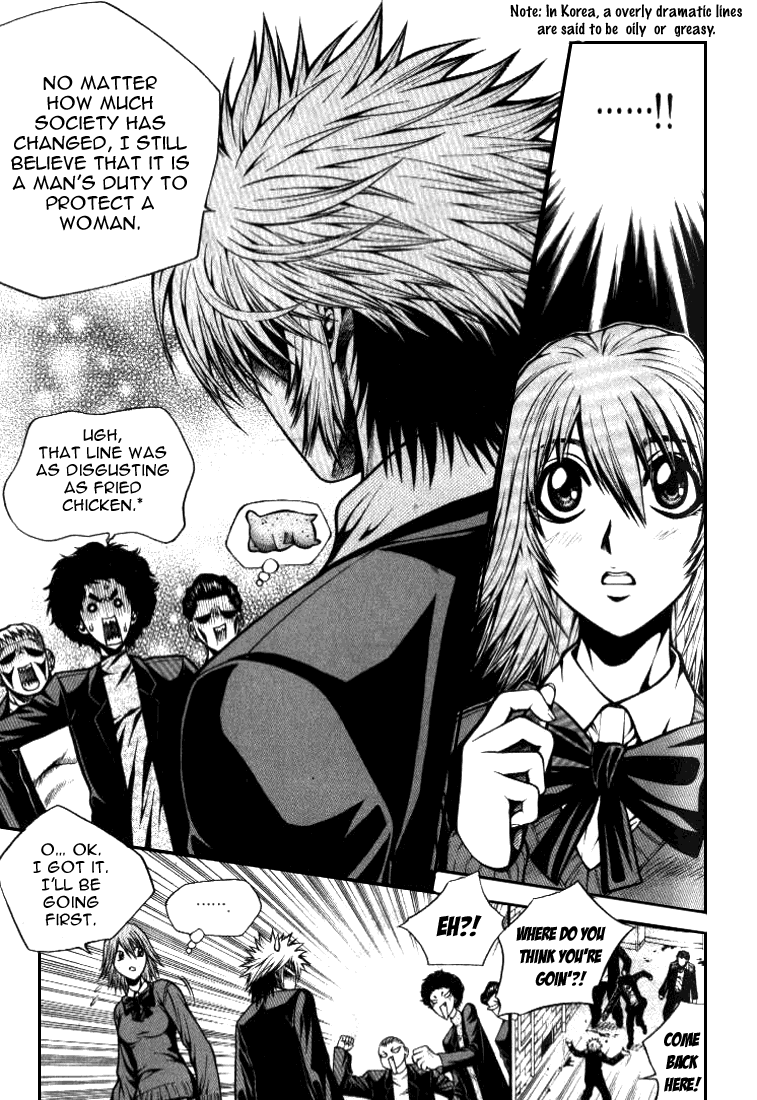 Note: In Korea, a overly dramatic lines
are said to be oily or greasy.
NO MATTER
HOW MUCH
SOCIETY HAS
CHANGED, I STILL
BELIEVE THAT IT IS
A MAN'S DUTY TO
PROTECT A
WOMAN.
......!!
UGH,
THAT LINE WAS
AS DISGUSTING
AS FRIED
CHICKEN.*
O... OK.
I GOT IT.
I'LL BE
GOING
FIRST.
......
EH?!
WHERE DO YOU
THINK YOU'RE
GOIN'?!
COME
BACK
HERE!